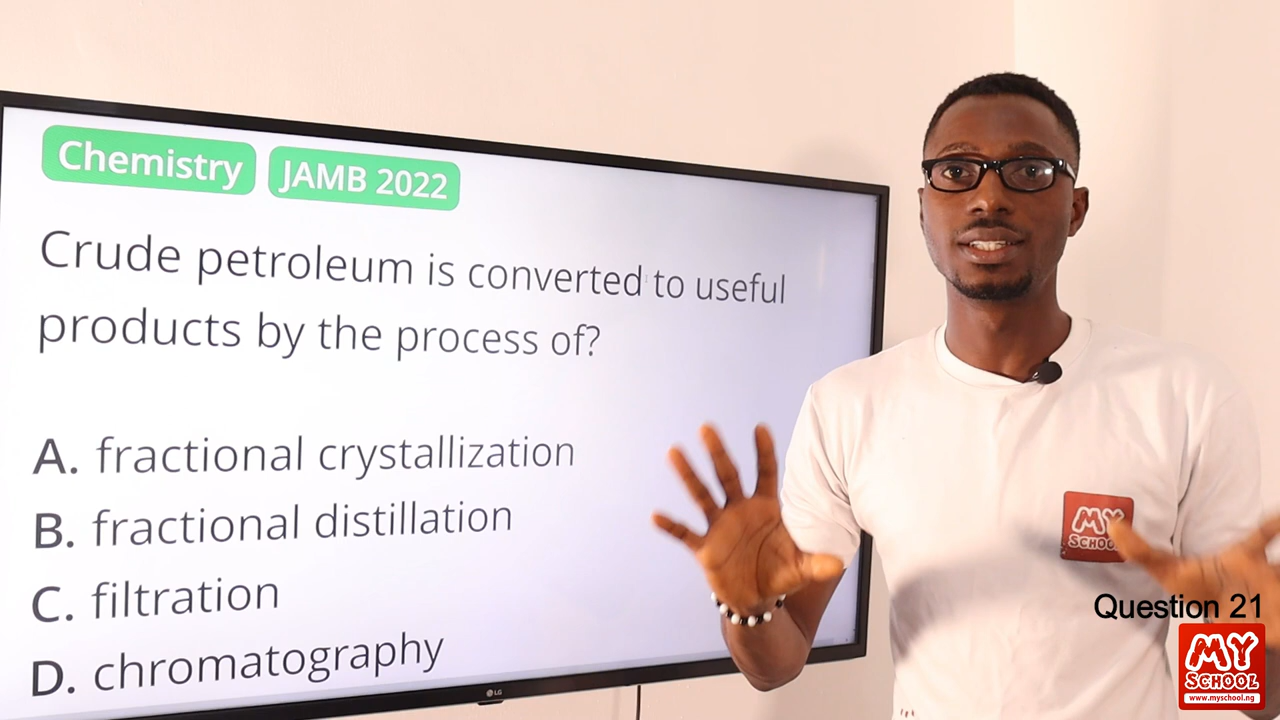 Chemistry JAMB 2022
Crude petroleum is converted to useful
products by the process of?
A. fractional crystallization
B. fractional distillation
C. filtration
D. chromatography
LG
MY
SCHOOL
Question 21
MY
SCHOOL
www.myschool.ng